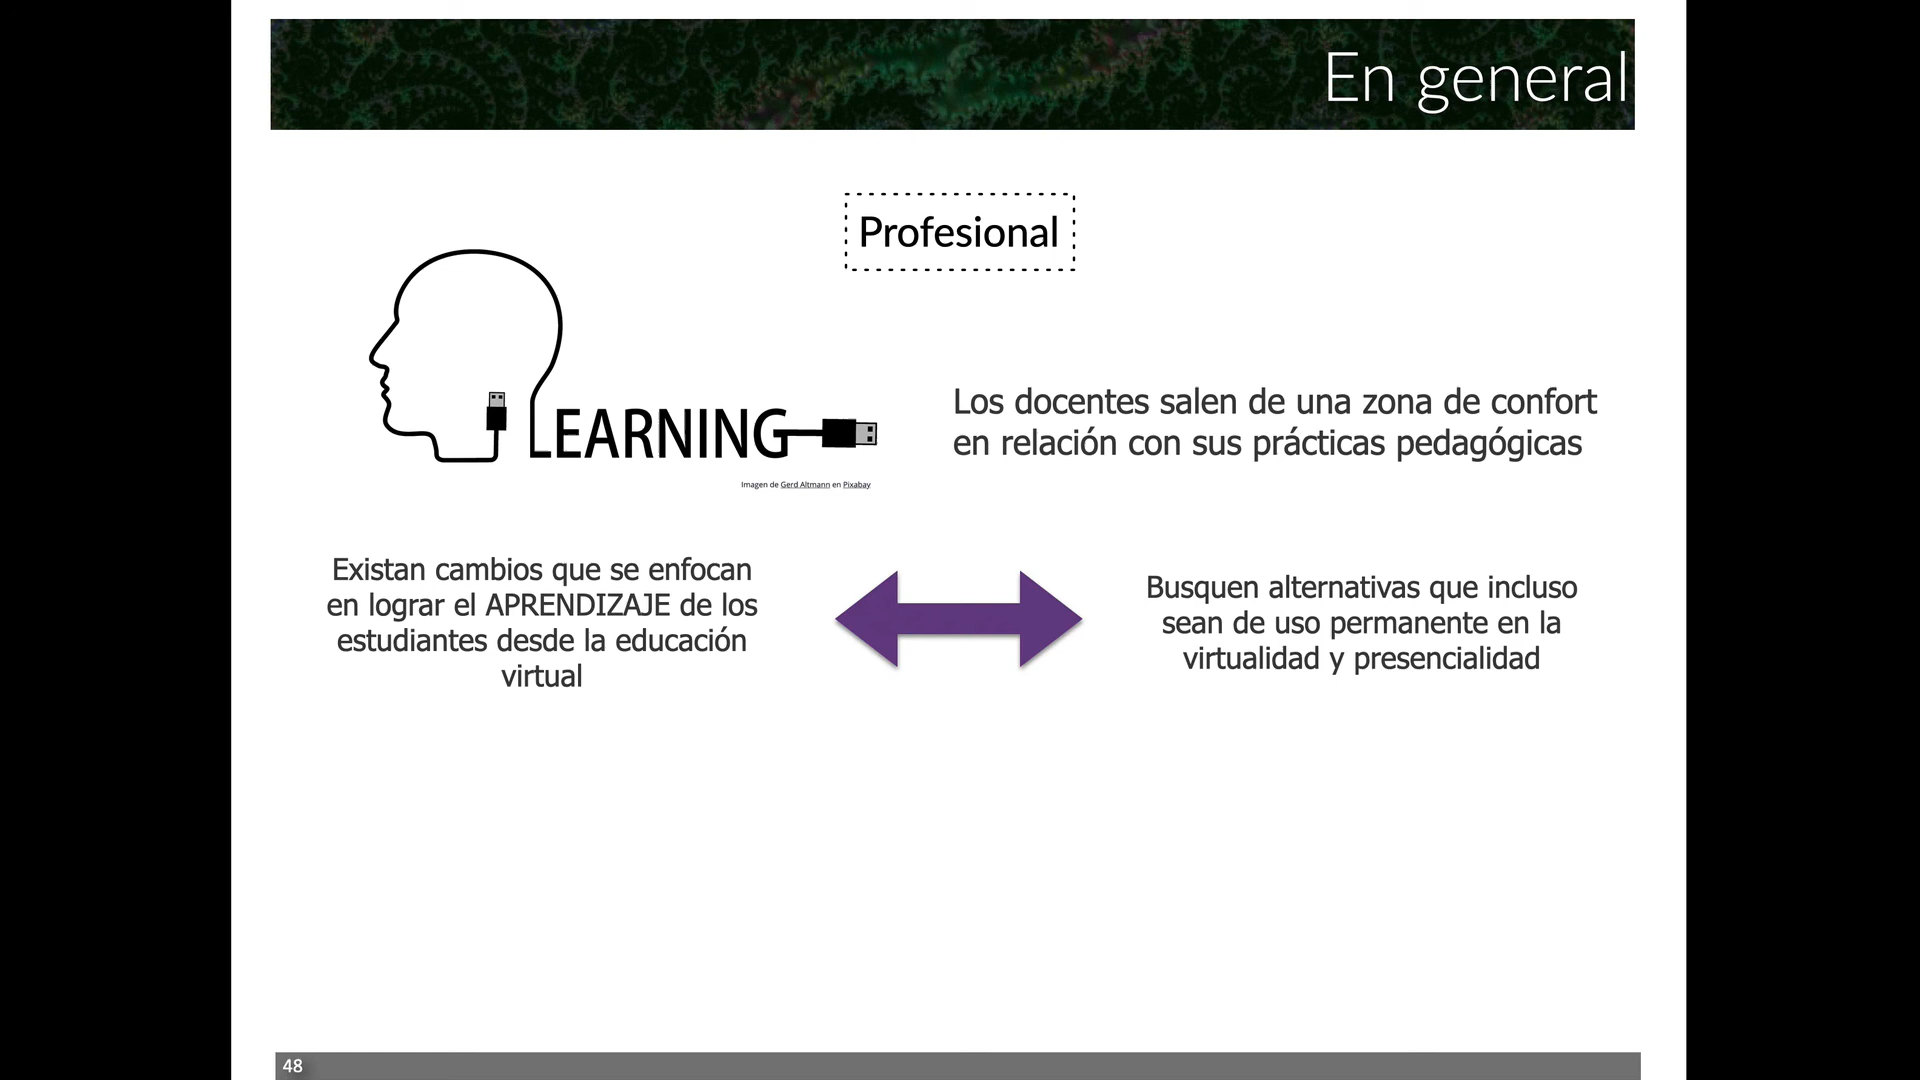 En general
Profesional
LEARNING
Imagen de Gerd Altmann en Pixabay
Los docentes salen de una zona de confort
en relación con sus prácticas pedagógicas
Existan cambios que se enfocan
en lograr el APRENDIZAJE de los
estudiantes desde la educación
virtual
Busquen alternativas que incluso
sean de uso permanente en la
virtualidad y presencialidad
48